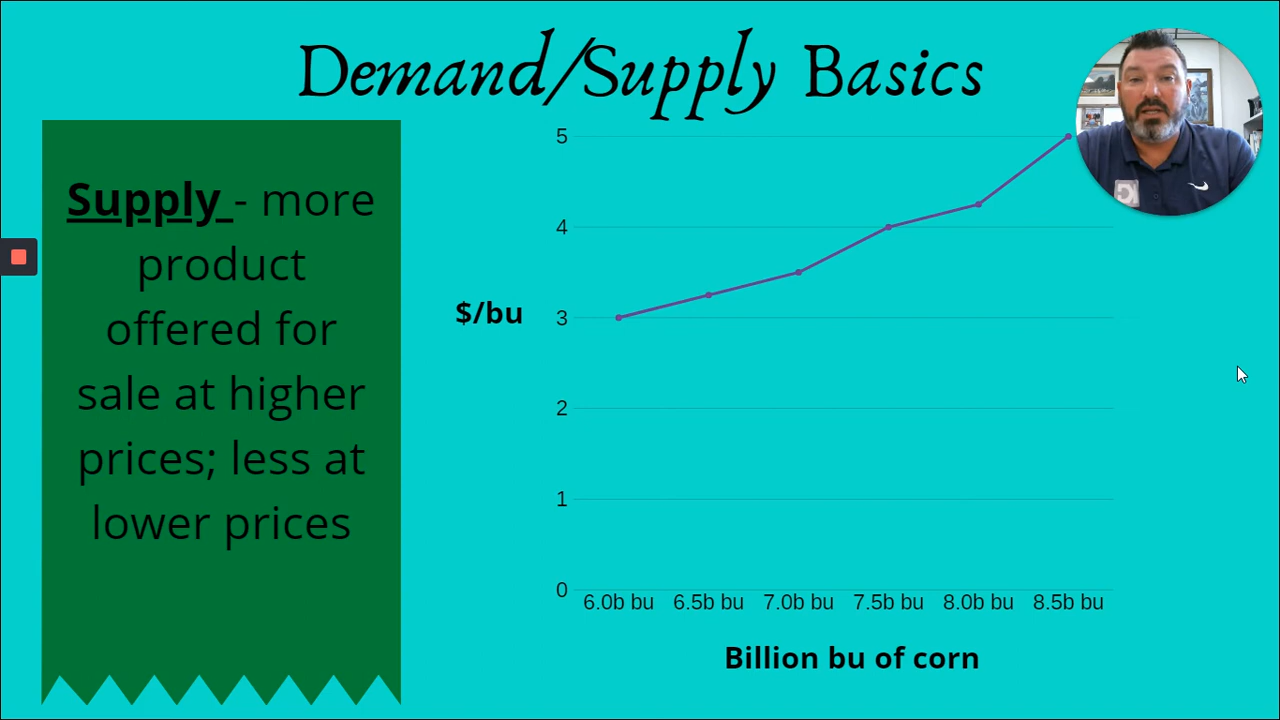 Demand/Supply Basics
Supply - more
product
offered for
sale at higher
prices; less at
lower prices
$/bu
5
4
3
2
1
0
6.0b bu 6.5b bu 7.0b bu 7.5b bu 8.0b bu 8.5b bu
Billion bu of corn